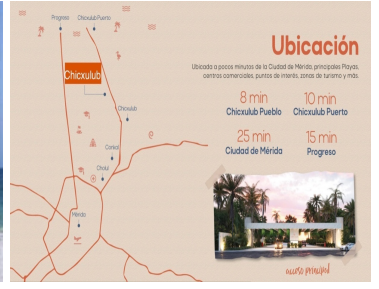 Progreso
Chicxulub Puerto
Chicxulub
Chicxulub
Conkal
Cholul
Mérida
Ubicación
Ubicada a pocos minutos de la Ciudad de Mérida, principales Playas,
centros comerciales, puntos de interés, zonas de turismo y más.
8 min
Chicxulub Pueblo
10 min
Chicxulub Puerto
25 min
Ciudad de Mérida
15 min
Progreso
acceso principal